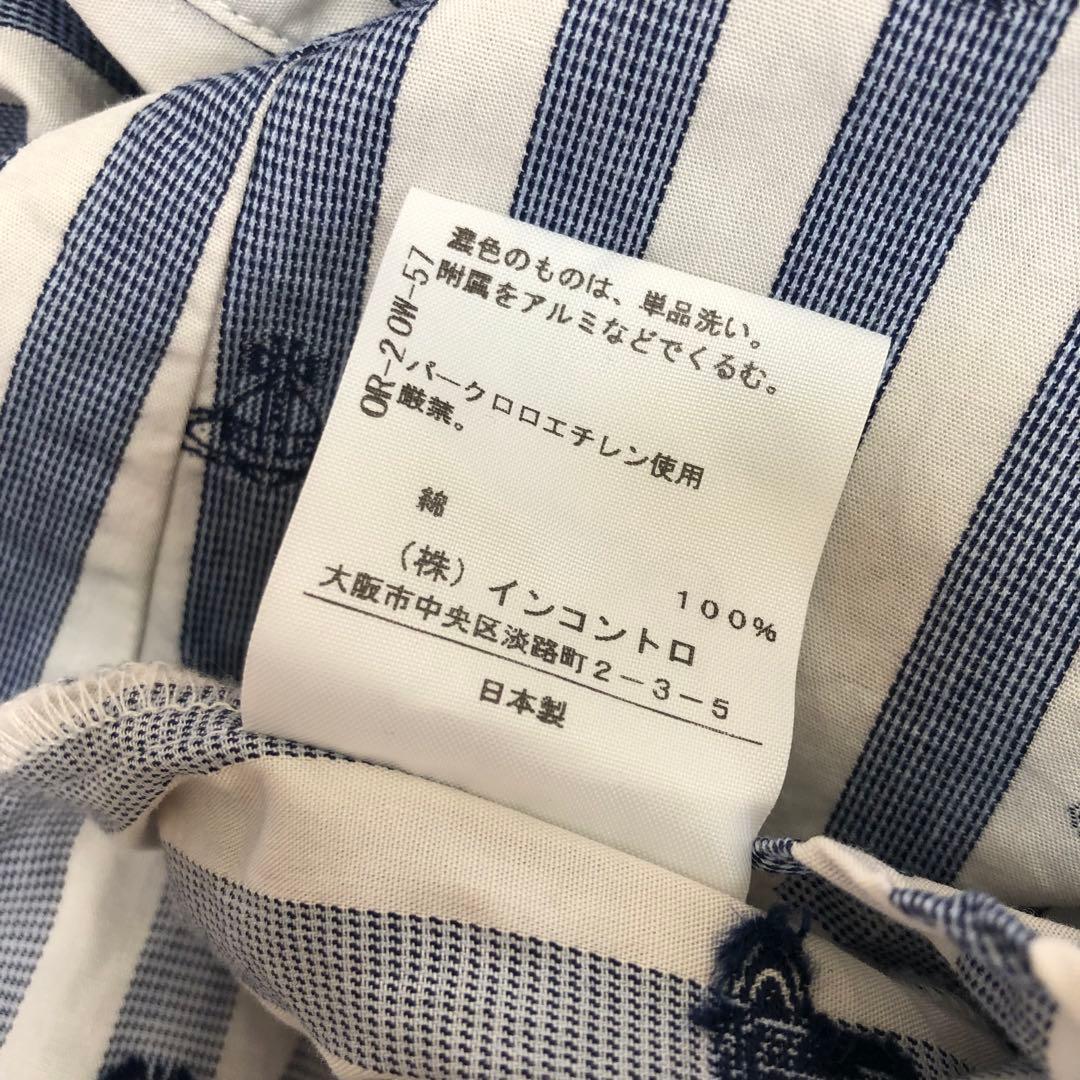 濃色のものは、単品洗い。
附属をアルミなどでくるむ。
パークロロエチレン使用
厳禁。
OR-20W-57
綿 100%
(株)インコントロ
大阪市中央区淡路町2-3-5
日本製